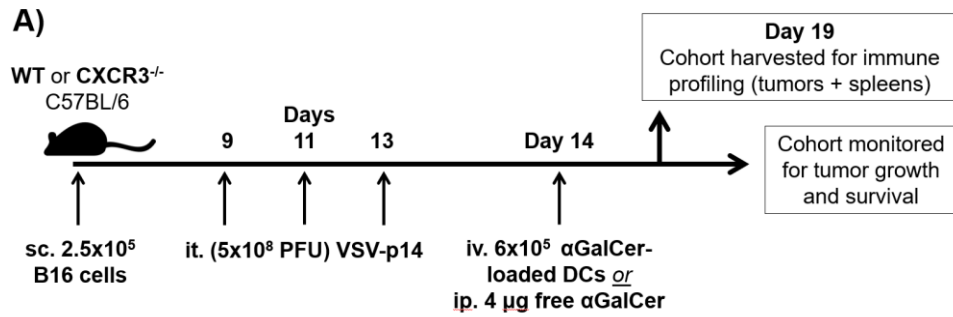 A)
WT or CXCR3-/-
C57BL/6
Days
9 11 13 Day 14
Day 19
Cohort harvested for immune
profiling (tumors + spleens)
Cohort monitored
for tumor growth
and survival
sc. 2.5x10⁵
B16 cells
it. (5x10⁸ PFU) VSV-p14
iv. 6x10⁵ αGalCer-
loaded DCs or
ip. 4 µg free αGalCer